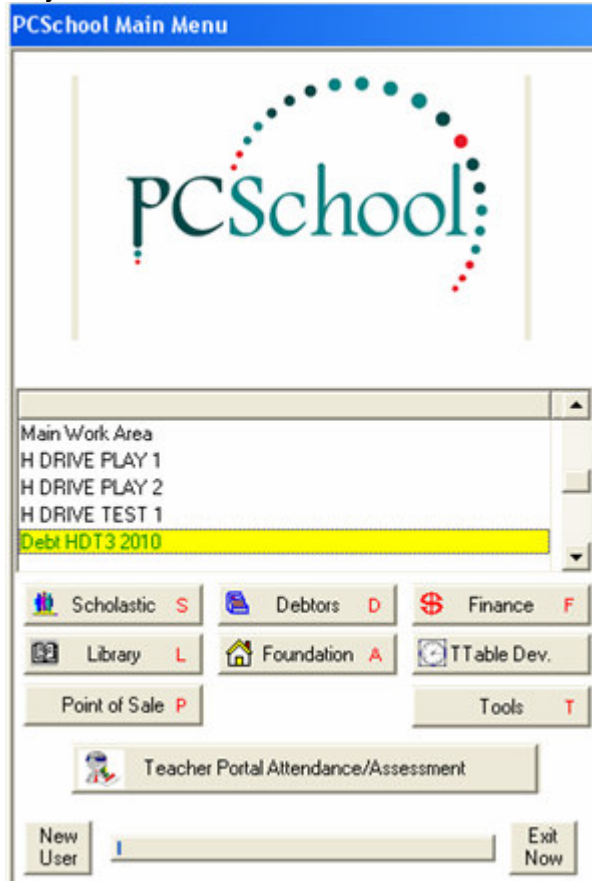 PCSchool Main Menu
PCSchool
Main Work Area
H DRIVE PLAY 1
H DRIVE PLAY 2
H DRIVE TEST 1
Debt HDT3 2010
Scholastic S Debtors D Finance F
Library L Foundation A TTable Dev.
Point of Sale P Tools T
Teacher Portal Attendance/Assessment
New User Exit Now